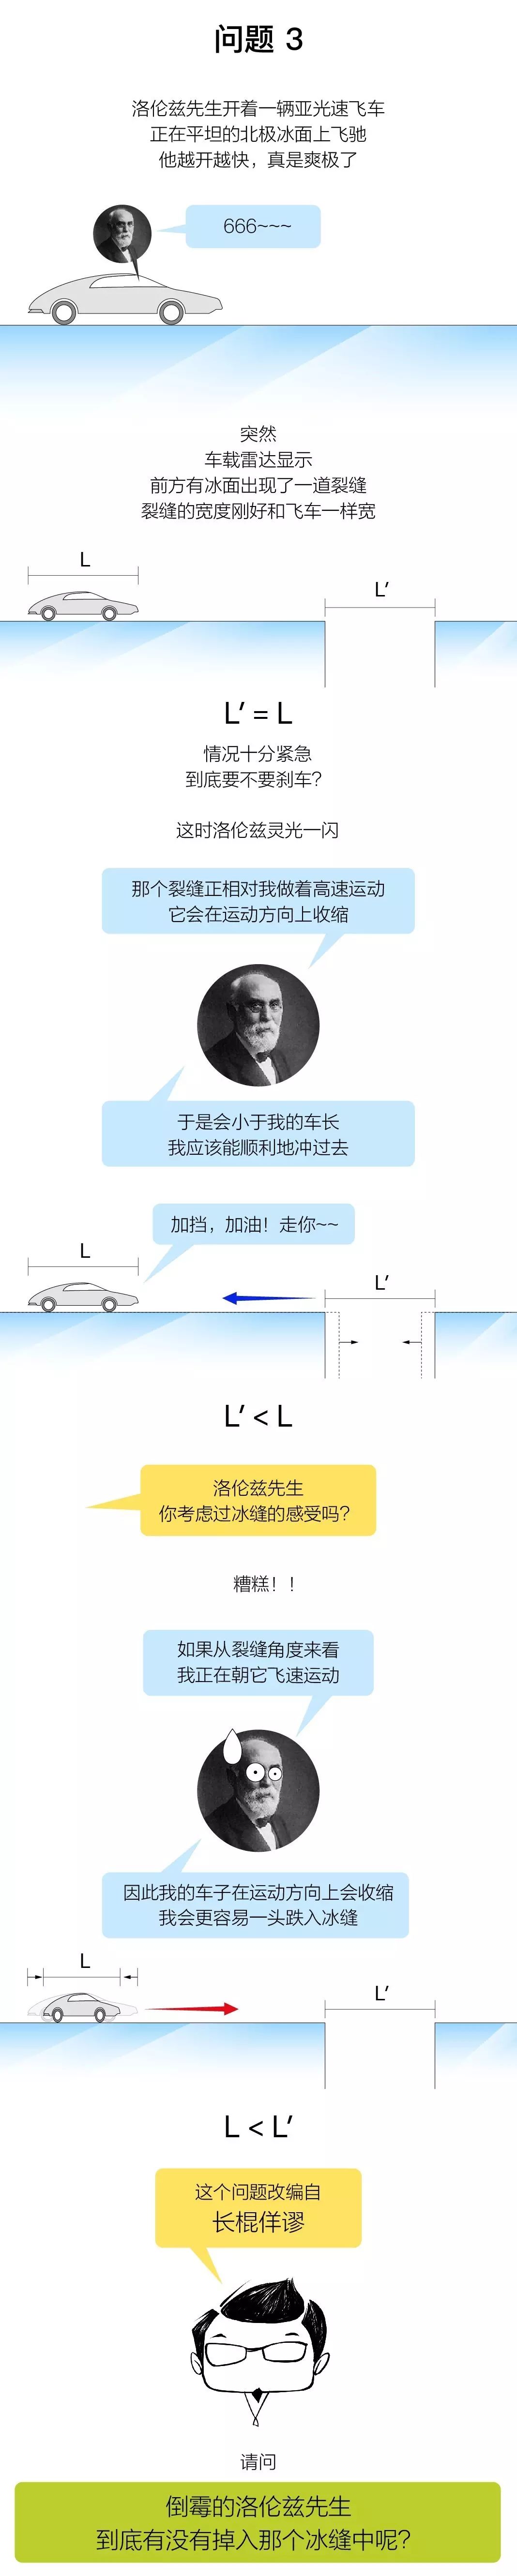 问题 3
洛伦兹先生开着一辆亚光速飞车
正在平坦的北极冰面上飞驰
他越开越快，真是爽极了
666~~~
突然
车载雷达显示
前方有冰面出现了一道裂缝
裂缝的宽度刚好和飞车一样宽
L
L′
L′ = L
情况十分紧急
到底要不要刹车？
这时洛伦兹灵光一闪
那个裂缝正相对我做着高速运动
它会在运动方向上收缩
于是会小于我的车长
我应该能顺利地冲过去
加挡，加油！走你~~
L
L′
L′ < L
洛伦兹先生
你考虑过冰缝的感受吗？
糟糕！！
如果从裂缝角度来看
我正在朝它飞速运动
因此我的车子在运动方向上会收缩
我会更容易一头跌入冰缝
L
L′
L < L′
这个问题改编自
长棍佯谬
请问
倒霉的洛伦兹先生
到底有没有掉入那个冰缝中呢？